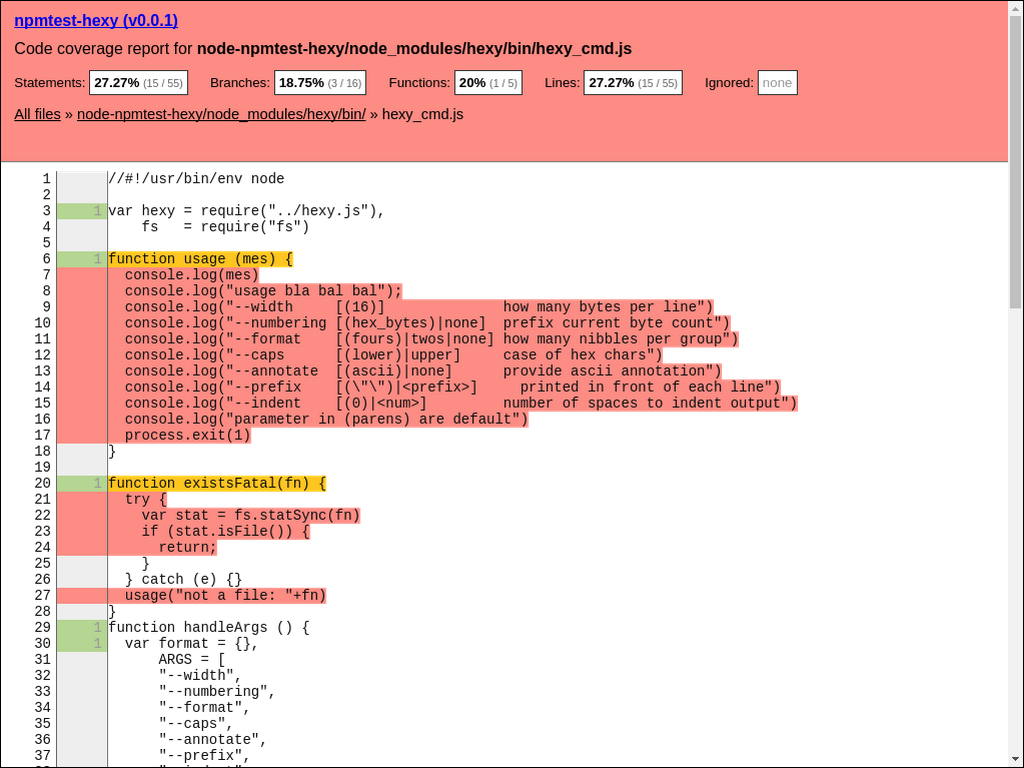 npmtest-hexy (v0.0.1)
Code coverage report for node-npmtest-hexy/node_modules/hexy/bin/hexy_cmd.js
Statements: 27.27% (15 / 55) Branches: 18.75% (3 / 16) Functions: 20% (1 / 5) Lines: 27.27% (15 / 55) Ignored: none
All files » node-npmtest-hexy/node_modules/hexy/bin/ » hexy_cmd.js
1 //#!/usr/bin/env node
2
3 1 var hexy = require("../hexy.js"),
4     fs   = require("fs")
5
6 1 function usage (mes) {
7   console.log(mes)
8   console.log("usage bla bal bal");
9   console.log("--width     [(16)]              how many bytes per line")
10   console.log("--numbering [(hex_bytes)|none]  prefix current byte count")
11   console.log("--format    [(fours)|twos|none] how many nibbles per group")
12   console.log("--caps      [(lower)|upper]     case of hex chars")
13   console.log("--annotate  [(ascii)|none]      provide ascii annotation")
14   console.log("--prefix    [(\"\")|<prefix>]     printed in front of each line")
15   console.log("--indent    [(0)|<num>]         number of spaces to indent output")
16   console.log("parameter in (parens) are default")
17   process.exit(1)
18 }
19
20 1 function existsFatal(fn) {
21   try {
22     var stat = fs.statSync(fn)
23     if (stat.isFile()) {
24       return;
25     }
26   } catch (e) {}
27   usage("not a file: "+fn)
28 }
29 1 function handleArgs () {
30 1   var format = {},
31       ARGS = [
32       "--width",
33       "--numbering",
34       "--format",
35       "--caps",
36       "--annotate",
37       "--prefix",